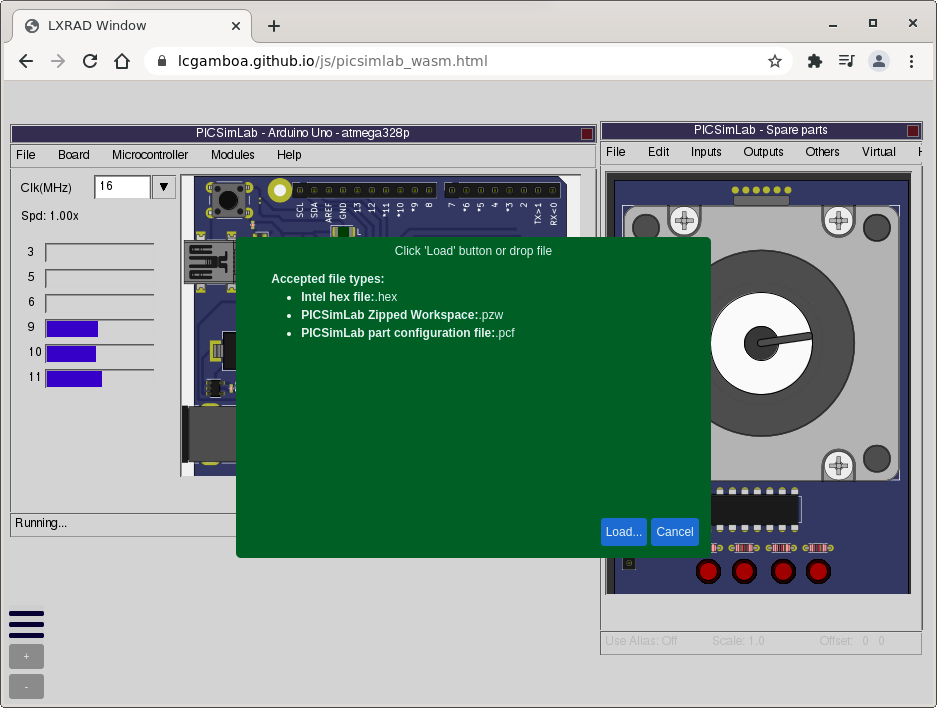 LXRAD Window
lcgamboa.github.io/js/picsimlab_wasm.html
PICSimLab - Arduino Uno - atmega328p
File Board Microcontroller Modules Help
Clk(MHz) 16
Spd: 1.00x
3
5
6
9
10
11
SCL SDA AREF GND 13 12 *11 *10 *9 8 7 *6 *5 4 *3 2 TX>1 RX<0
Running...
+
-
Click 'Load' button or drop file
Accepted file types:
Intel hex file:.hex
PICSimLab Zipped Workspace:.pzw
PICSimLab part configuration file:.pcf
Load... Cancel
PICSimLab - Spare parts
File Edit Inputs Outputs Others Virtual
Use Alias: Off Scale: 1.0 Offset: 0 0